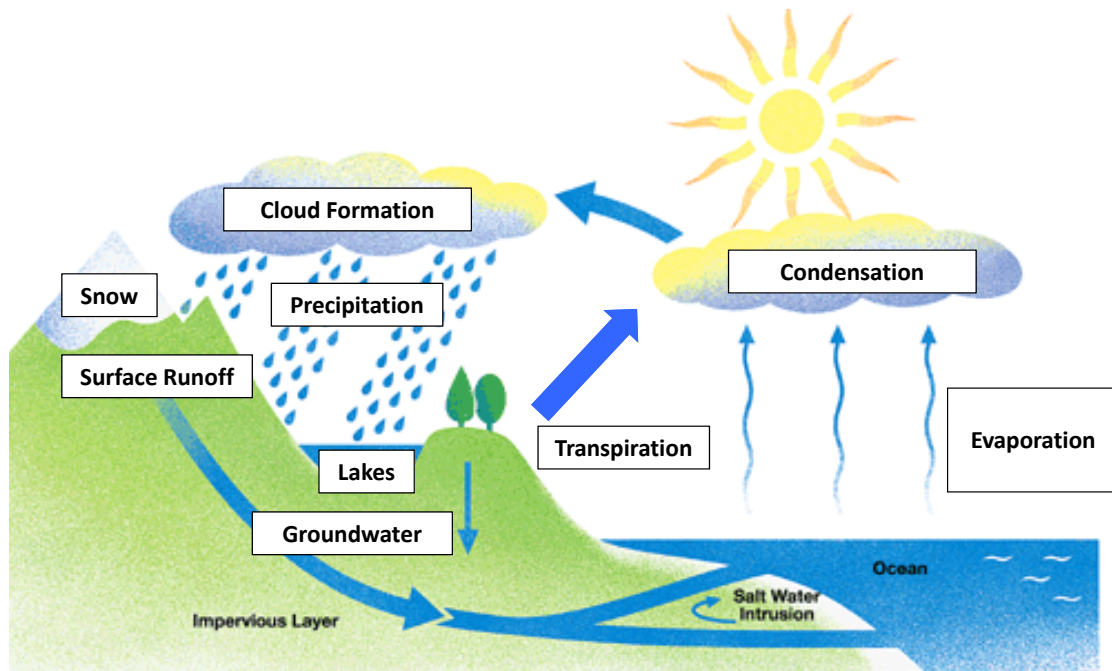 Cloud Formation
Condensation
Snow
Precipitation
Surface Runoff
Transpiration
Evaporation
Lakes
Groundwater
Ocean
Salt Water
Intrusion
Impervious Layer